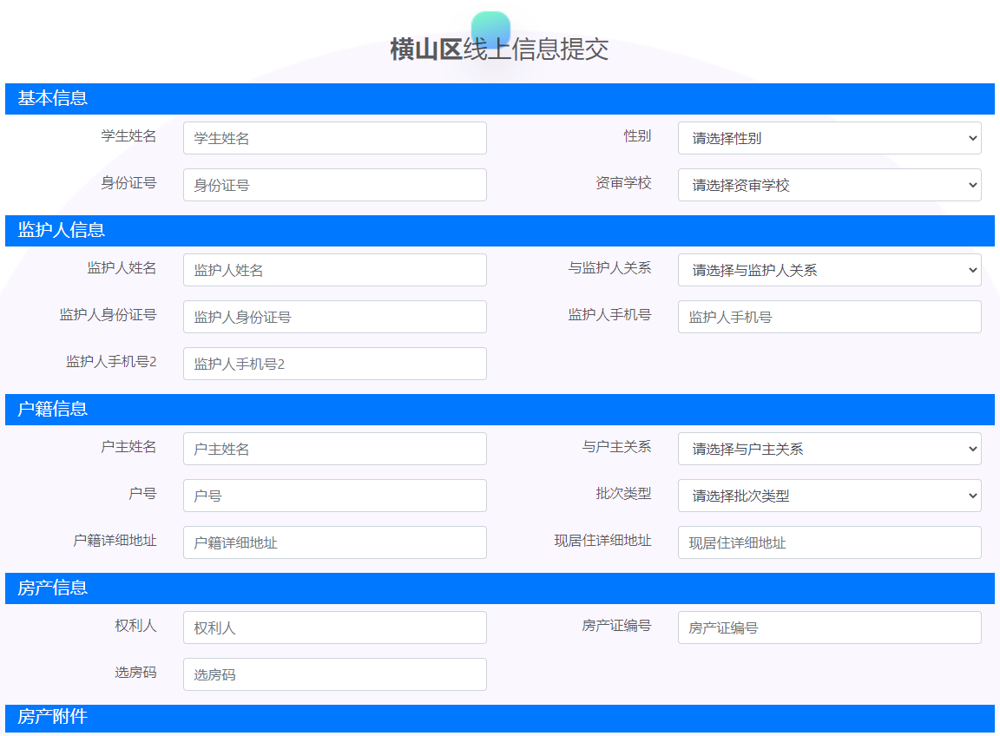 横山区线上信息提交
基本信息
学生姓名 学生姓名 性别 请选择性别
身份证号 身份证号 资审学校 请选择资审学校
监护人信息
监护人姓名 监护人姓名 与监护人关系 请选择与监护人关系
监护人身份证号 监护人身份证号 监护人手机号 监护人手机号
监护人手机号2 监护人手机号2
户籍信息
户主姓名 户主姓名 与户主关系 请选择与户主关系
户号 户号 批次类型 请选择批次类型
户籍详细地址 户籍详细地址 现居住详细地址 现居住详细地址
房产信息
权利人 权利人 房产证编号 房产证编号
选房码 选房码
房产附件